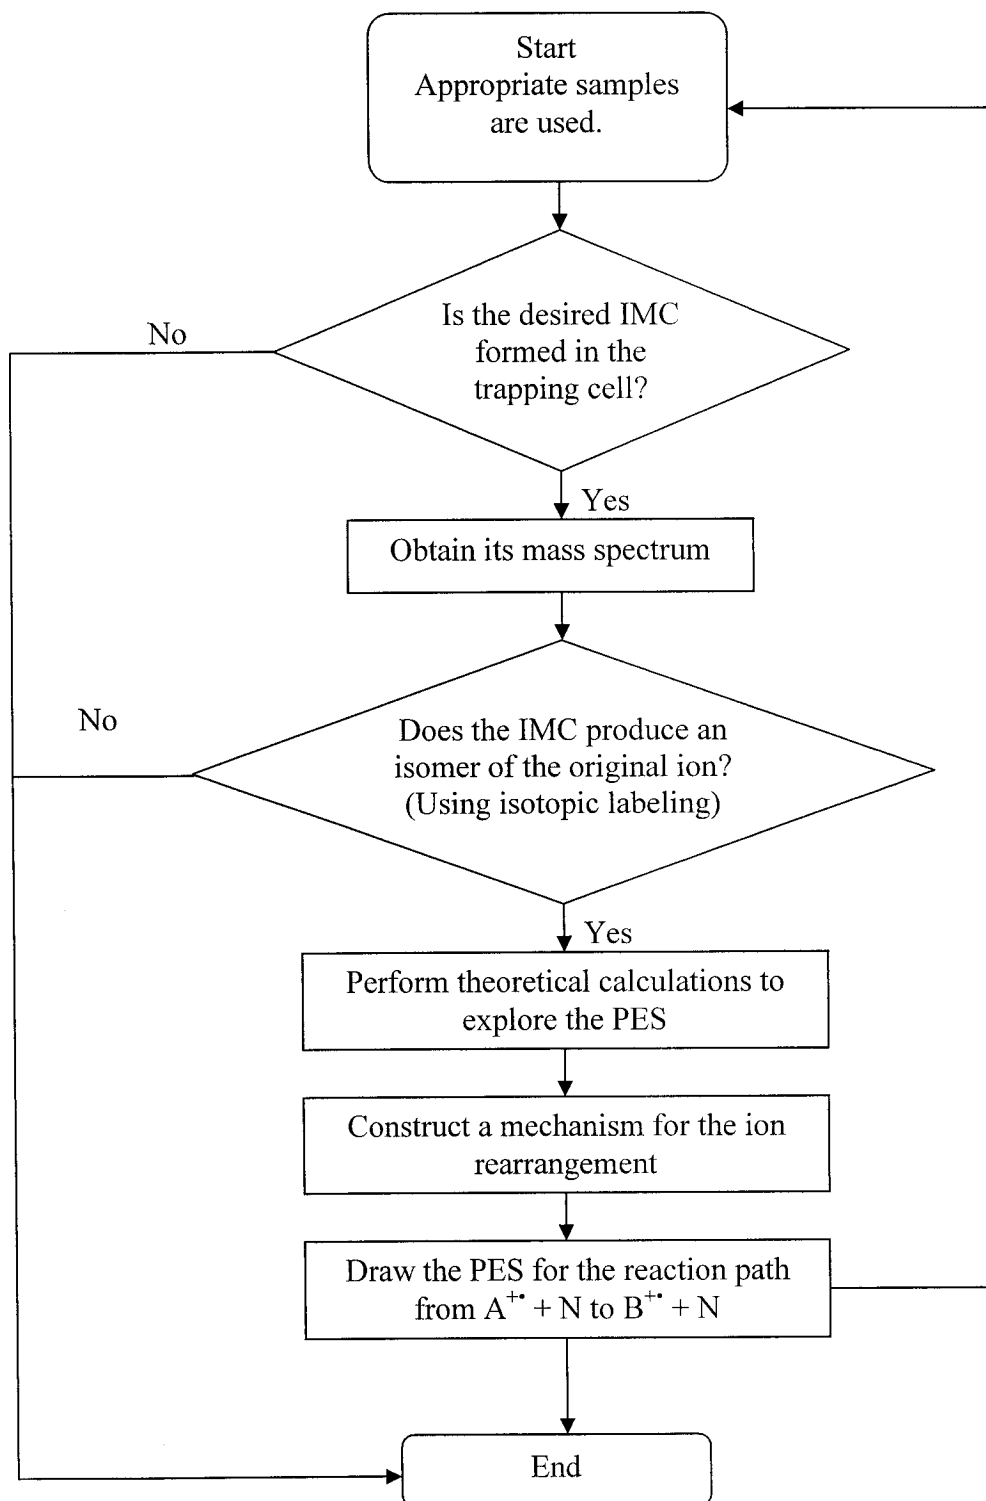 Start
Appropriate samples
are used.
Is the desired IMC
formed in the
trapping cell?
No
Yes
Obtain its mass spectrum
Does the IMC produce an
isomer of the original ion?
(Using isotopic labeling)
No
Yes
Perform theoretical calculations to
explore the PES
Construct a mechanism for the ion
rearrangement
Draw the PES for the reaction path
from A⁺• + N to B⁺• + N
End